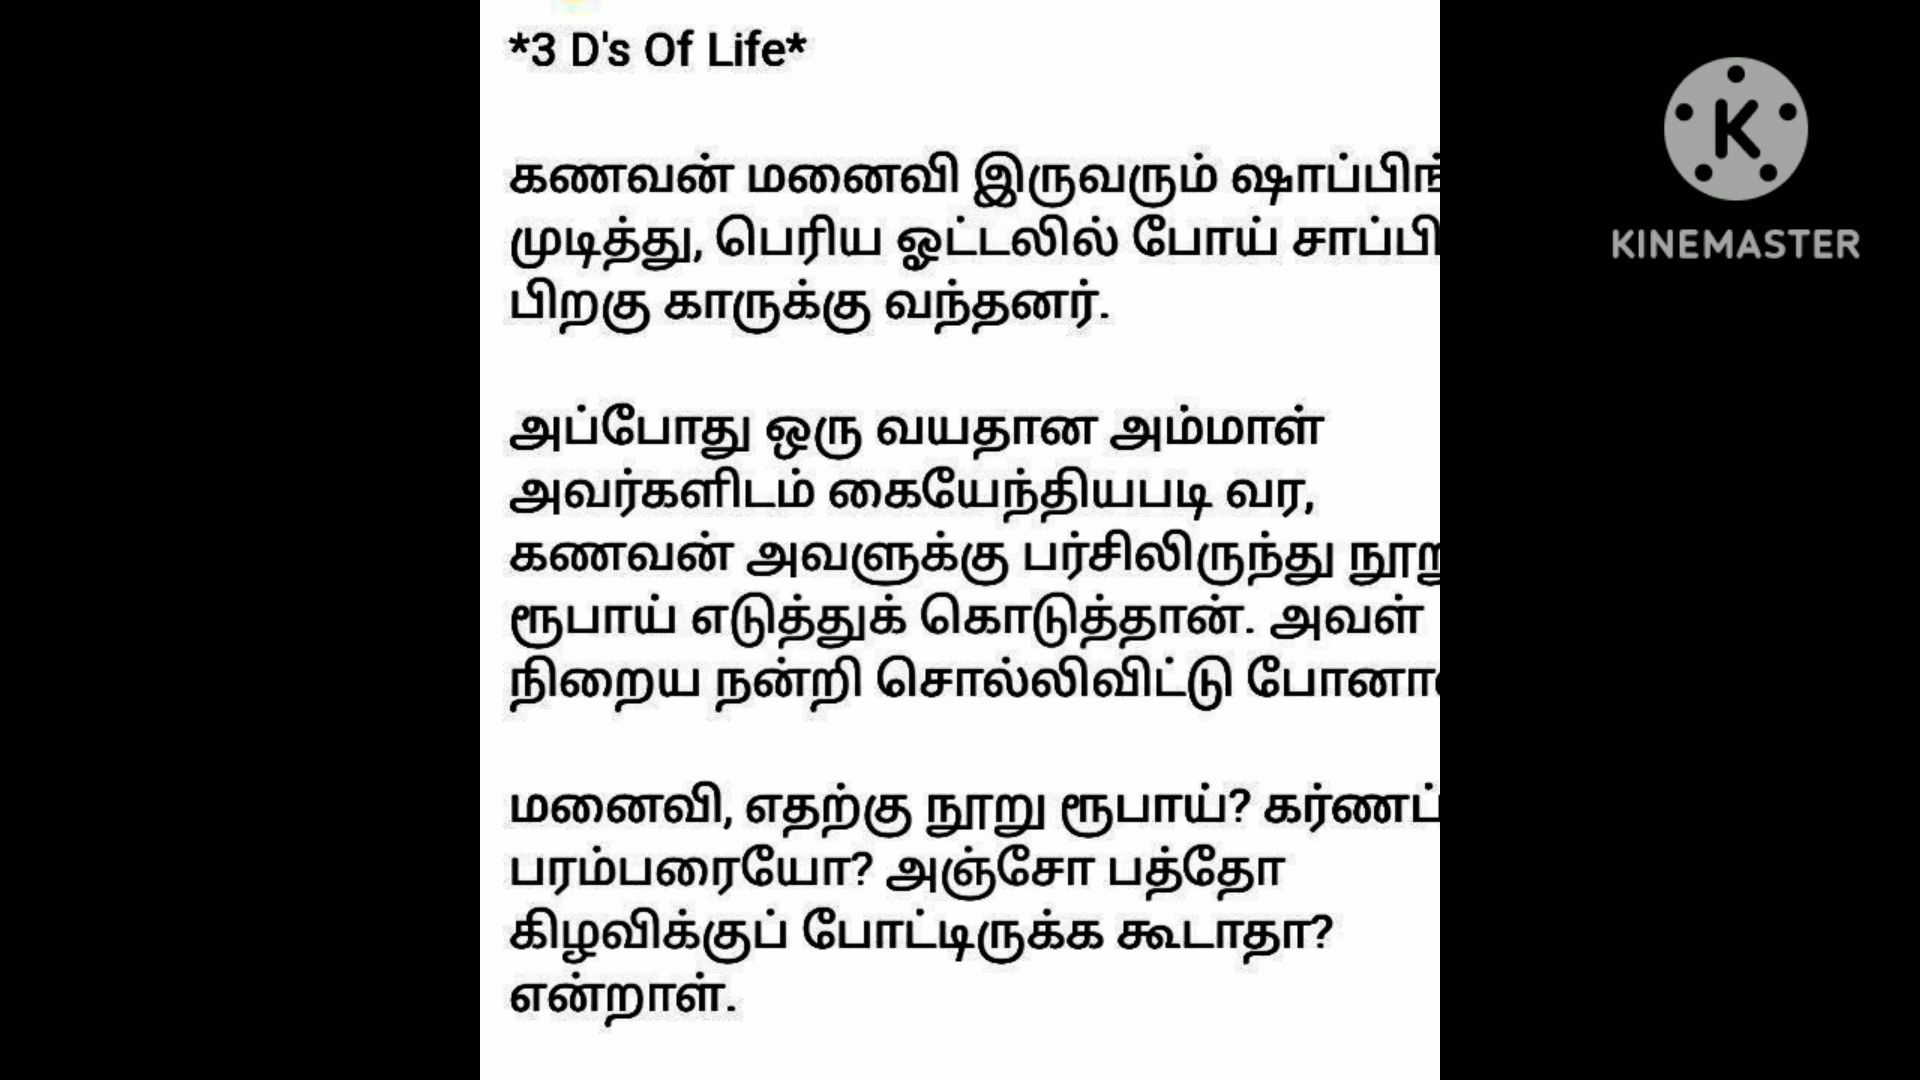 *3 D's Of Life*
கணவன் மனைவி இருவரும் ஷாப்பிங்
முடித்து, பெரிய ஓட்டலில் போய்
பிறகு காருக்கு வந்தனர்.
அப்போது ஒரு வயதான அம்மாள்
அவர்களிடம் கையேந்தியபடி வர,
கணவன் அவளுக்கு பர்சிலிருந்து நூறு
ரூபாய் எடுத்துக் கொடுத்தான். அவள்
நிறைய நன்றி சொல்லிவிட்டு
மனைவி, எதற்கு நூறு ரூபாய்? கர்ணப்
பரம்பரையோ? அஞ்சோ பத்தோ
கிழவிக்குப் போட்டிருக்க கூடாதா?
என்றாள்.
K
KINEMASTER